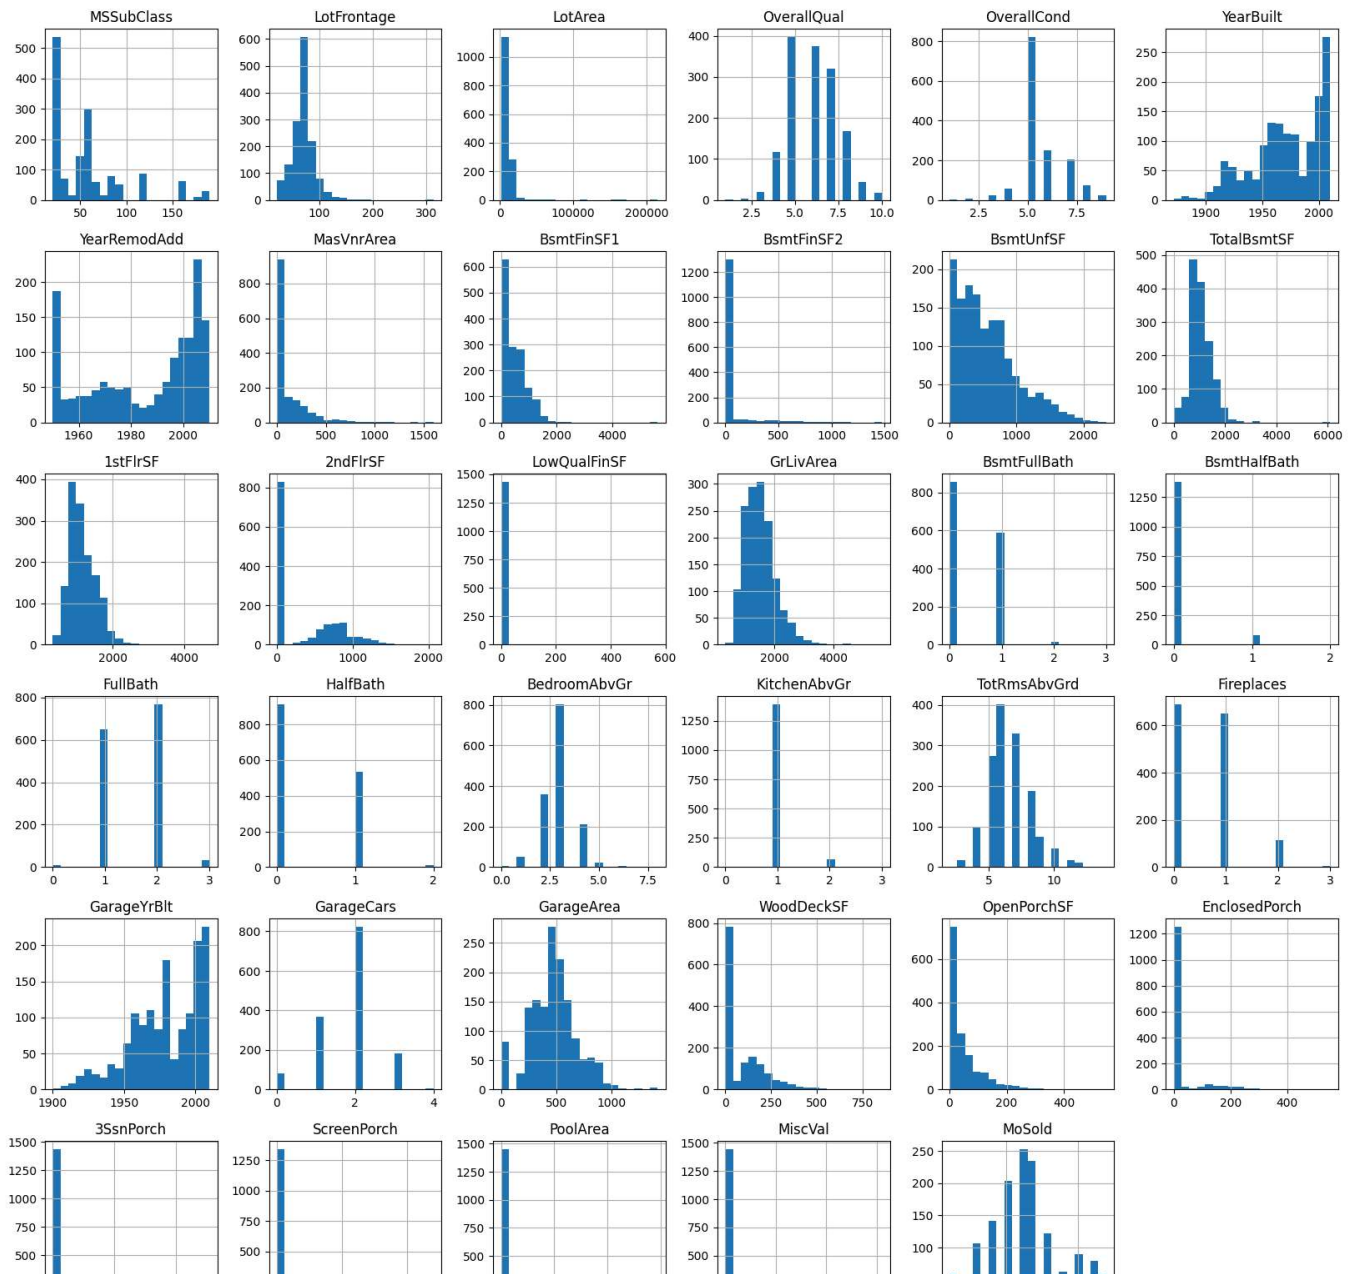 MSSubClass LotFrontage LotArea OverallQual OverallCond YearBuilt
500 400 300 200 100 0
50 100 150
600 500 400 300 200 100 0
100 200 300
1000 800 600 400 200 0
0 100000 200000
400 300 200 100 0
2.5 5.0 7.5 10.0
800 600 400 200 0
2.5 5.0 7.5
250 200 150 100 50 0
1900 1950 2000
YearRemodAdd MasVnrArea BsmtFinSF1 BsmtFinSF2 BsmtUnfSF TotalBsmtSF
200 150 100 50 0
1960 1980 2000
800 600 400 200 0
0 500 1000 1500
600 500 400 300 200 100 0
0 2000 4000
1200 1000 800 600 400 200 0
0 500 1000 1500
200 150 100 50 0
0 1000 2000
500 400 300 200 100 0
0 2000 4000 6000
1stFlrSF 2ndFlrSF LowQualFinSF GrLivArea BsmtFullBath BsmtHalfBath
400 300 200 100 0
2000 4000
800 600 400 200 0
0 1000 2000
1500 1250 1000 750 500 250 0
0 200 400 600
300 250 200 150 100 50 0
2000 4000
800 600 400 200 0
0 1 2 3
1250 1000 750 500 250 0
0 1 2
FullBath HalfBath BedroomAbvGr KitchenAbvGr TotRmsAbvGrd Fireplaces
800 600 400 200 0
0 1 2 3
800 600 400 200 0
0 1 2
800 600 400 200 0
0.0 2.5 5.0 7.5
1250 1000 750 500 250 0
0 1 2 3
400 300 200 100 0
5 10
600 400 200 0
0 1 2 3
GarageYrBlt GarageCars GarageArea WoodDeckSF OpenPorchSF EnclosedPorch
200 150 100 50 0
1900 1950 2000
800 600 400 200 0
0 2 4
250 200 150 100 50 0
0 500 1000
800 600 400 200 0
0 250 500 750
600 400 200 0
0 200 400
1200 1000 800 600 400 200 0
0 200 400
3SsnPorch ScreenPorch PoolArea MiscVal MoSold
1500 1250 1000 750 500
1250 1000 750 500
1500 1250 1000 750 500
1500 1250 1000 750 500
250 200 150 100